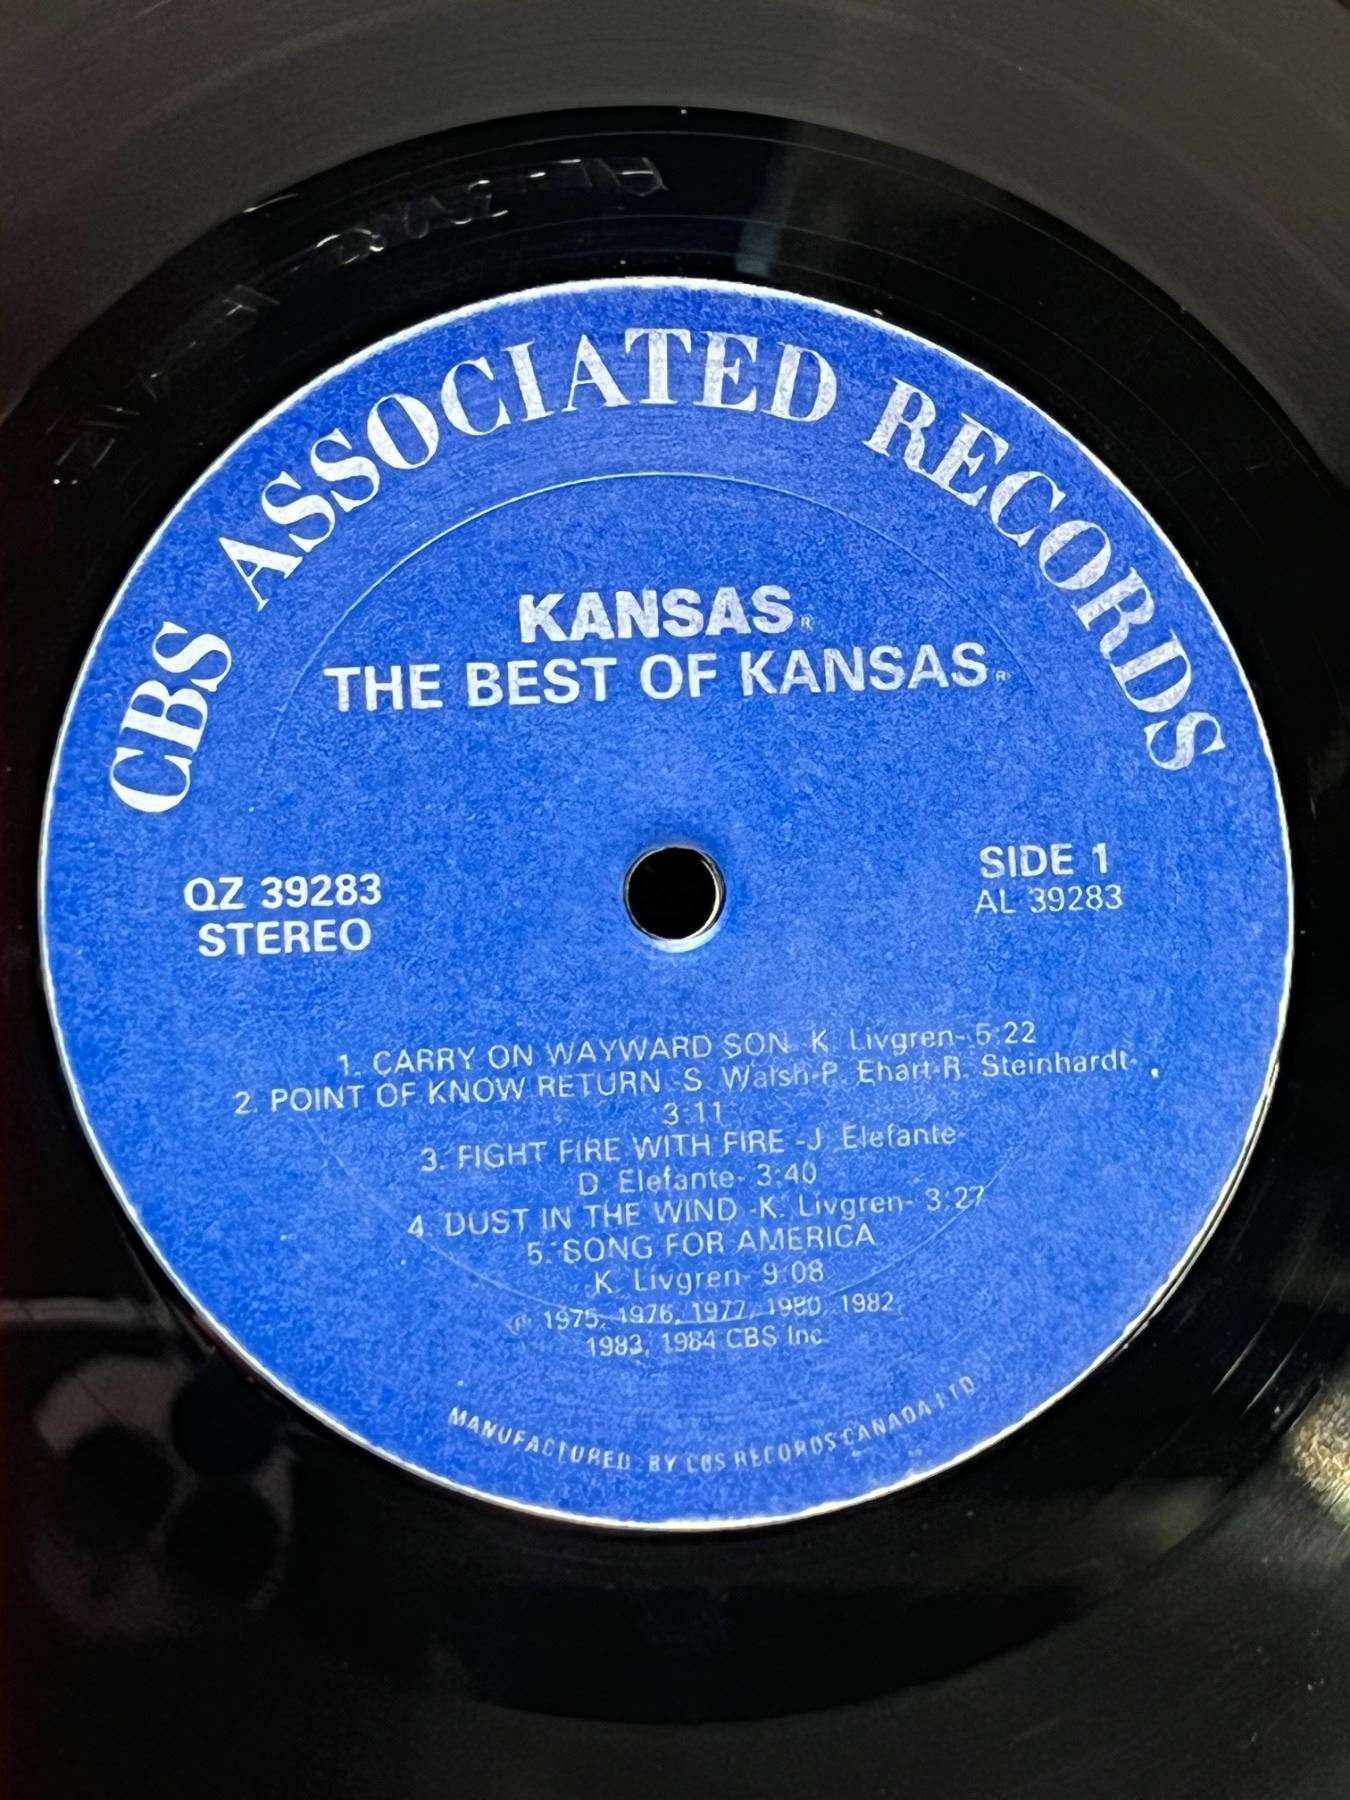 CBS ASSOCIATED RECORDS
KANSAS®
THE BEST OF KANSAS®
QZ 39283
STEREO
SIDE 1
AL 39283
1. CARRY ON WAYWARD SON -K. Livgren- 5:22
2. POINT OF KNOW RETURN -S. Walsh-P. Ehart-R. Steinhardt-
3:11
3. FIGHT FIRE WITH FIRE -J. Elefante
D. Elefante- 3:40
4. DUST IN THE WIND -K. Livgren- 3:27
5. SONG FOR AMERICA
K. Livgren- 9:08
℗ 1975, 1976, 1977, 1980, 1982,
1983, 1984 CBS Inc.
MANUFACTURED BY CBS RECORDS CANADA LTD